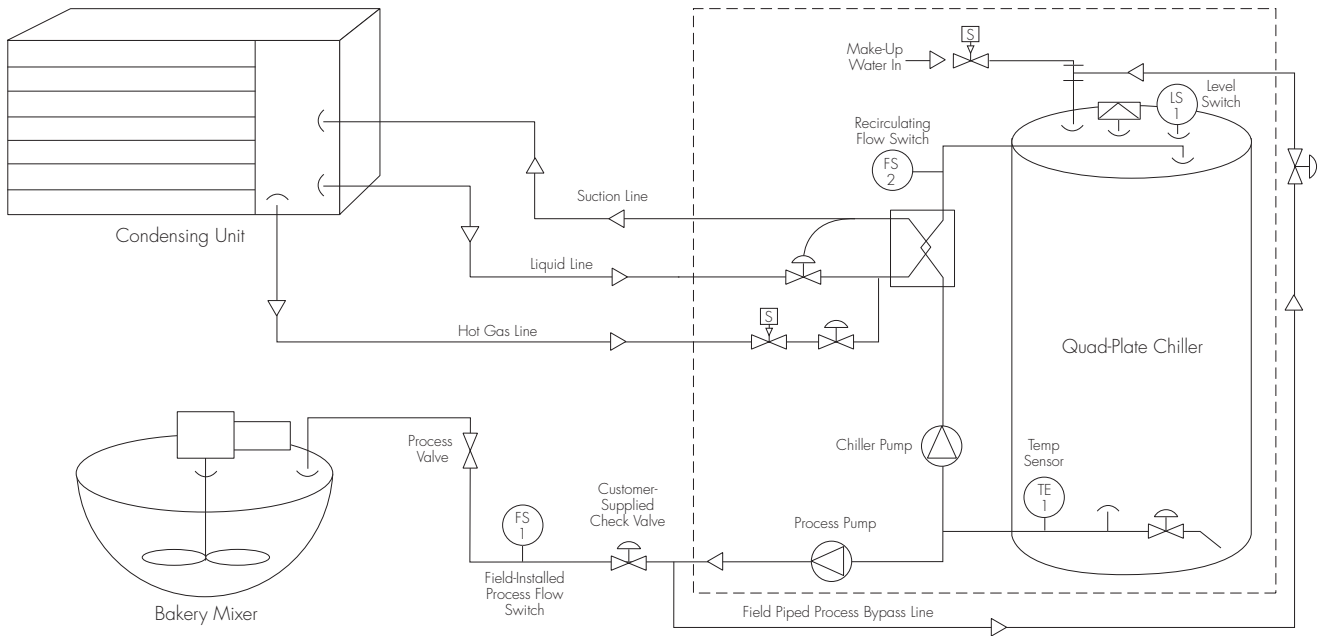 S
Make-Up
Water In
LS
1
Level
Switch
Recirculating
Flow Switch
FS
2
Suction Line
Condensing Unit
Liquid Line
S
Hot Gas Line
Quad-Plate Chiller
Process
Valve
Chiller Pump
Temp
Sensor
TE
1
Customer-
Supplied
Check Valve
FS
1
Process Pump
Field-Installed
Process Flow
Switch
Bakery Mixer
Field Piped Process Bypass Line